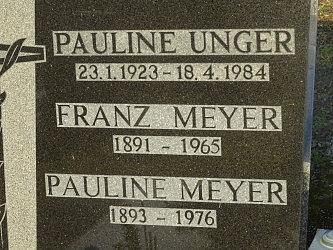 PAULINE UNGER
23.1.1923-18.4.1984
FRANZ MEYER
1891 - 1965
PAULINE MEYER
1893 - 1976